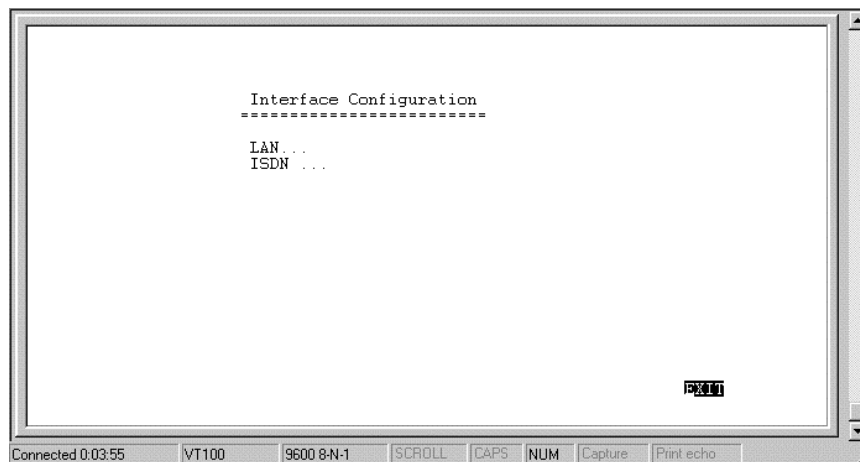 Interface Configuration
=========================
LAN...
ISDN ...
EXIT
Connected 0:03:55 VT100 9600 8-N-1 SCROLL CAPS NUM Capture Print echo